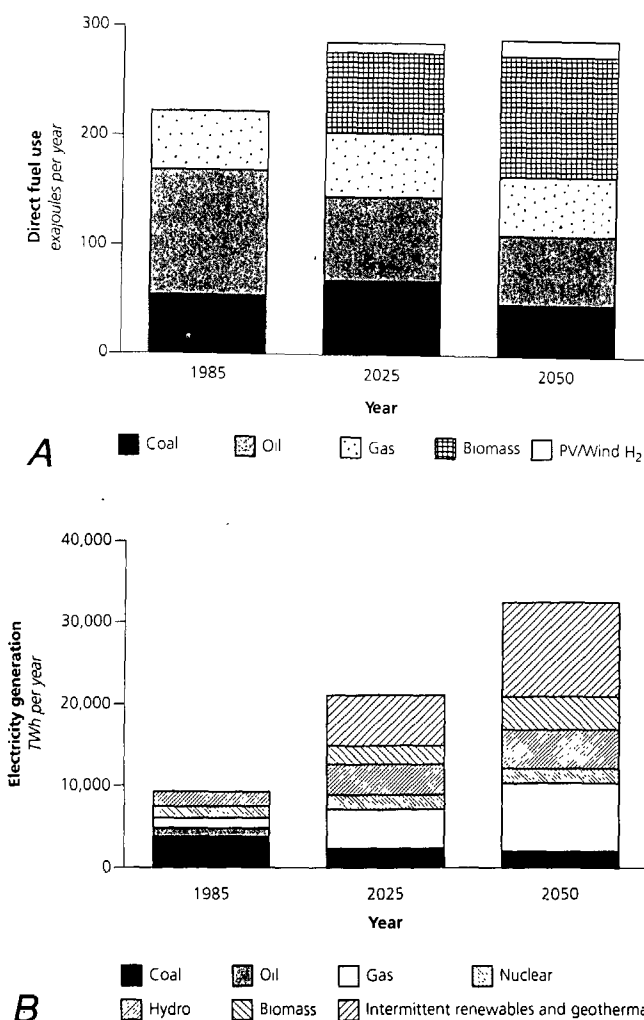 300
200
100
0
Direct fuel use
exajoules per year
1985 2025 2050
Year
A
Coal Oil Gas Biomass PV/Wind H2
40,000
30,000
20,000
10,000
0
Electricity generation
TWh per year
1985 2025 2050
Year
B
Coal Oil Gas Nuclear
Hydro Biomass Intermittent renewables and geotherma